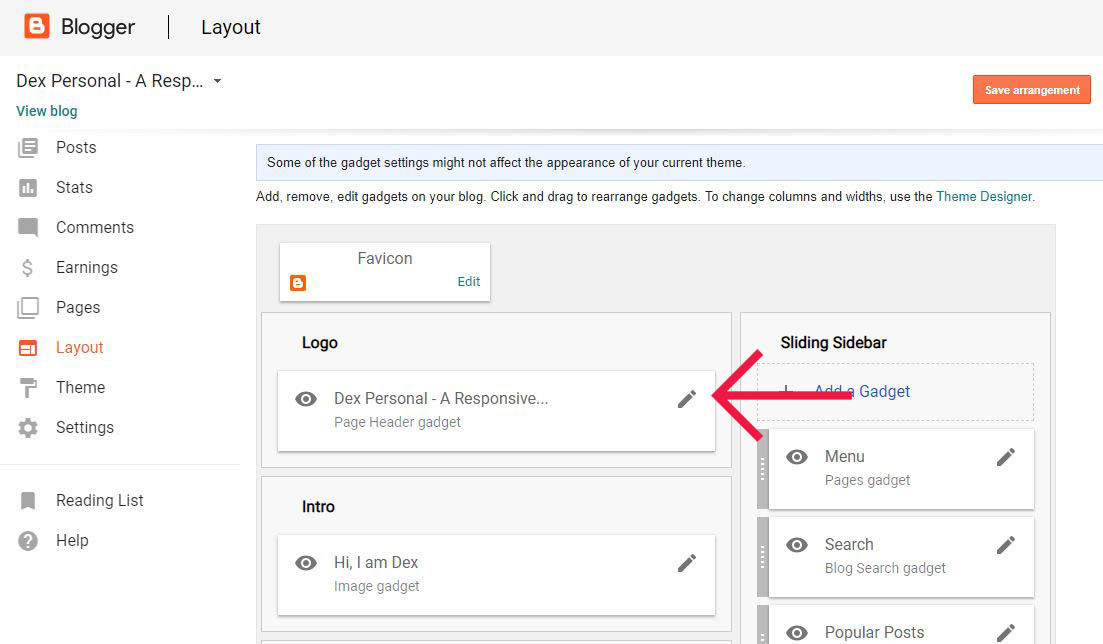 Blogger
Layout
Dex Personal - A Resp...
View blog
Save arrangement
Posts
Stats
Comments
Earnings
Pages
Layout
Theme
Settings
Reading List
Help
Some of the gadget settings might not affect the appearance of your current theme.
Add, remove, edit gadgets on your blog. Click and drag to rearrange gadgets. To change columns and widths, use the Theme Designer.
Favicon
Edit
Logo
Dex Personal - A Responsive...
Page Header gadget
Intro
Hi, I am Dex
Image gadget
Sliding Sidebar
Add a Gadget
Menu
Pages gadget
Search
Blog Search gadget
Popular Posts